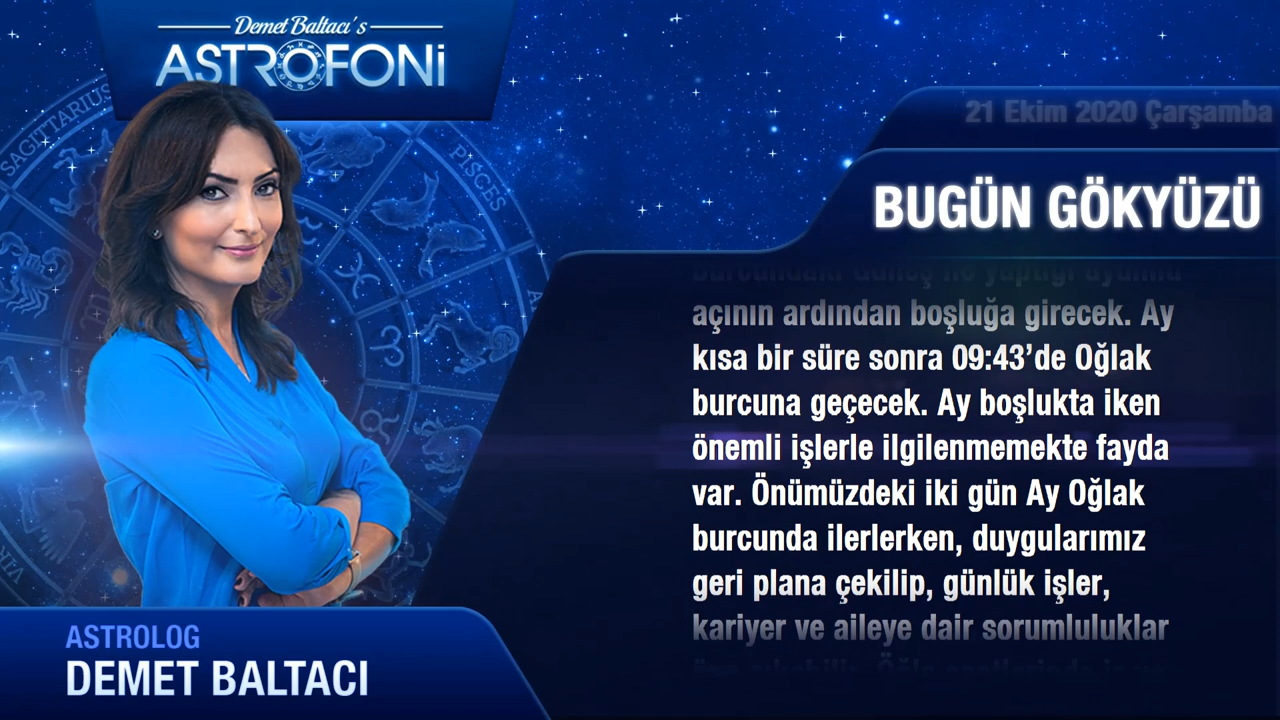 Demet Baltacı's
ASTROFONİ
SAGITTARIUS
PISCES
21 Ekim 2020 Çarşamba
BUGÜN GÖKYÜZÜ
açının ardından boşluğa girecek. Ay
kısa bir süre sonra 09:43’de Oğlak
burcuna geçecek. Ay boşlukta iken
önemli işlerle ilgilenmemekte fayda
var. Önümüzdeki iki gün Ay Oğlak
burcunda ilerlerken, duygularımız
geri plana çekilip, günlük işler,
kariyer ve aileye dair sorumluluklar
ASTROLOG
DEMET BALTACI